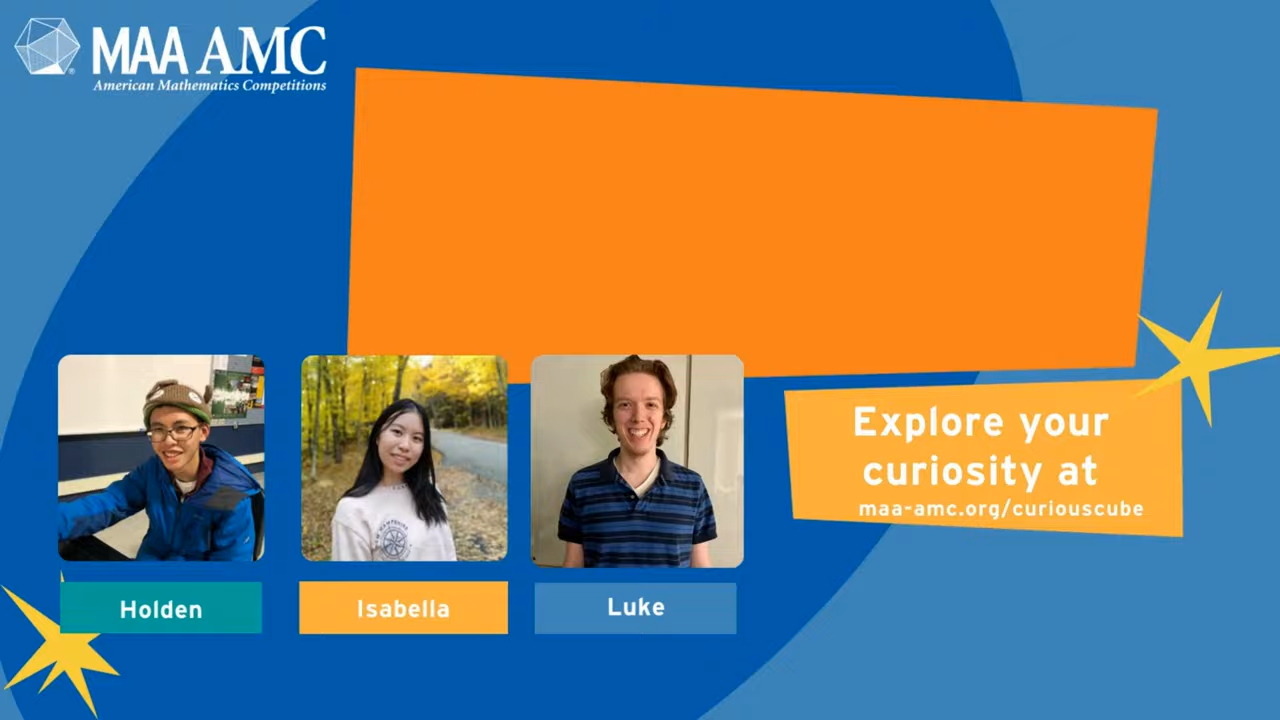 MAA AMC
American Mathematics Competitions
Explore your
curiosity at
maa-amc.org/curiouscube
Holden
Isabella
Luke